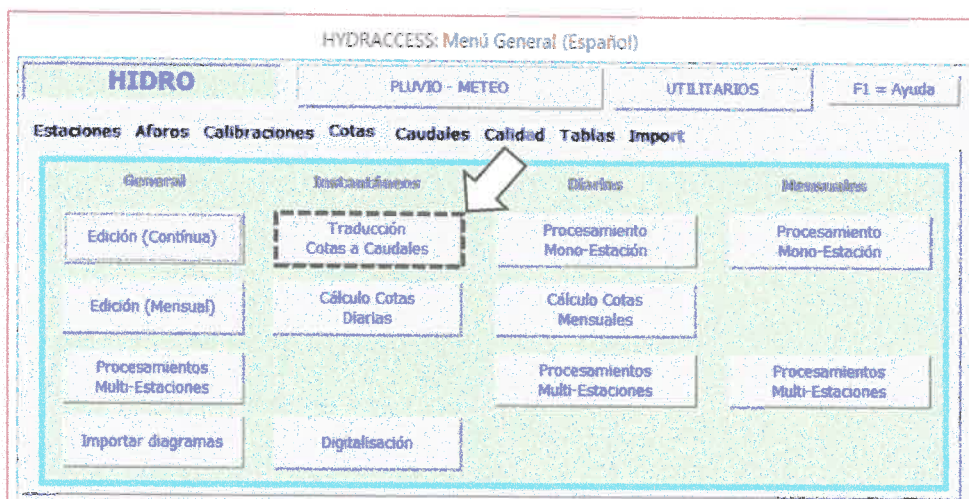 HYDRACCESS: Menú General (Español)
HIDRO PLUVIO - METEO UTILITARIOS F1 = Ayuda
Estaciones Aforos Calibraciones Cotas Caudales Calidad Tablas Import
General Instantáneos Diarios Mensuales
Edición (Contínua)
Traducción
Cotas a Caudales
Procesamiento
Mono-Estación
Procesamiento
Mono-Estación
Edición (Mensual)
Cálculo Cotas
Diarias
Cálculo Cotas
Mensuales
Procesamientos
Multi-Estaciones
Procesamientos
Multi-Estaciones
Procesamientos
Multi-Estaciones
Importar diagramas
Digitalisación